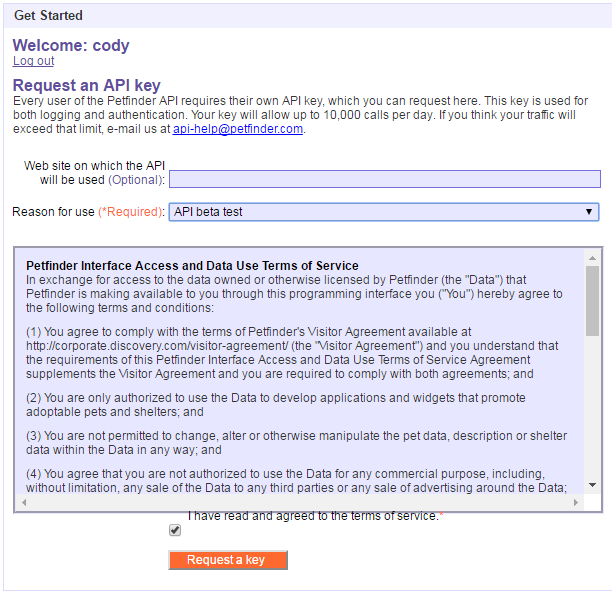 Get Started
Welcome: cody
Log out
Request an API key
Every user of the Petfinder API requires their own API key, which you can request here. This key is used for
both logging and authentication. Your key will allow up to 10,000 calls per day. If you think your traffic will
exceed that limit, e-mail us at api-help@petfinder.com.
Web site on which the API
will be used (Optional):
Reason for use (*Required): API beta test
Petfinder Interface Access and Data Use Terms of Service
In exchange for access to the data owned or otherwise licensed by Petfinder (the "Data") that
Petfinder is making available to you through this programming interface you ("You") hereby agree to
the following terms and conditions:
(1) You agree to comply with the terms of Petfinder's Visitor Agreement available at
http://corporate.discovery.com/visitor-agreement/ (the "Visitor Agreement") and you understand that
the requirements of this Petfinder Interface Access and Data Use Terms of Service Agreement
supplements the Visitor Agreement and you are required to comply with both agreements; and
(2) You are only authorized to use the Data to develop applications and widgets that promote
adoptable pets and shelters; and
(3) You are not permitted to change, alter or otherwise manipulate the pet data, description or shelter
data within the Data in any way; and
(4) You agree that you are not authorized to use the Data for any commercial purpose, including,
without limitation, any sale of the Data to any third parties or any sale of advertising around the Data;
I have read and agreed to the terms of service.*
Request a key